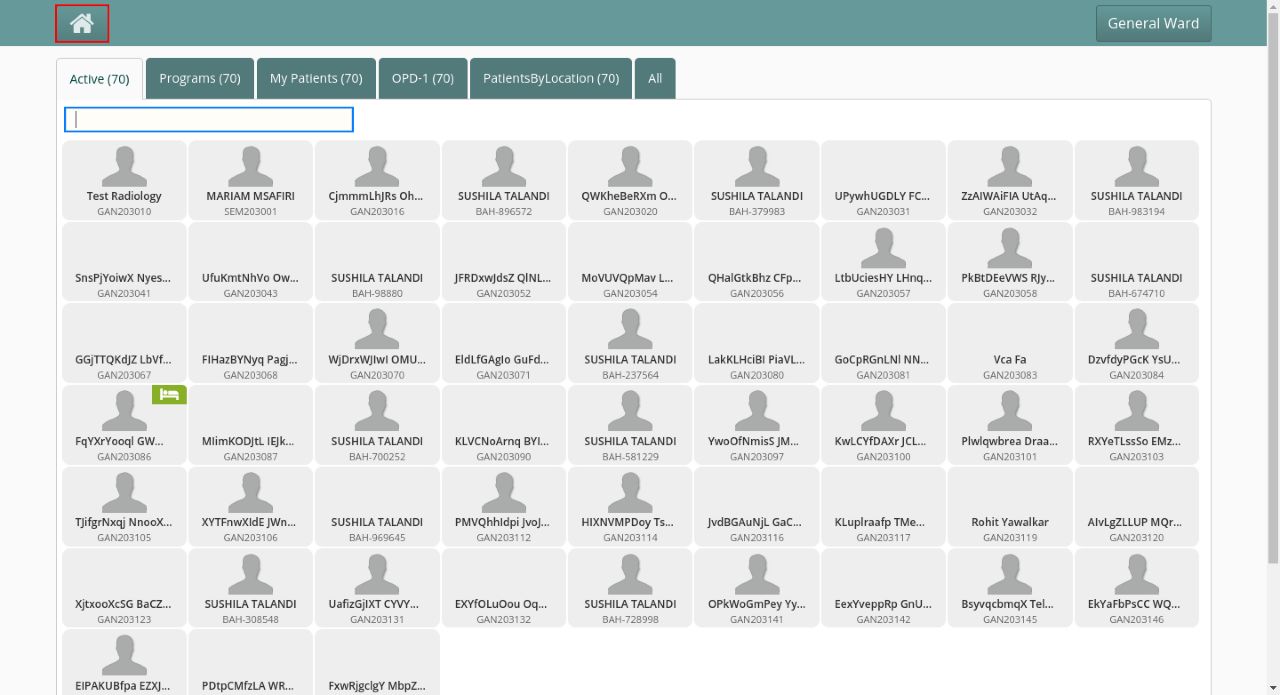 General Ward
Active (70)
Programs (70)
My Patients (70)
OPD-1 (70)
PatientsByLocation (70)
All
Test Radiology
GAN203010
MARIAM MSAFIRI
SEM203001
CjmmmLhJRs Oh...
GAN203016
SUSHILA TALANDI
BAH-896572
QWKheBeRXm O...
GAN203020
SUSHILA TALANDI
BAH-379983
UPywhUGDLY FC...
GAN203031
ZzAIWAiFIA UtAq...
GAN203032
SUSHILA TALANDI
BAH-983194
SnsPjYoiwX Nyes...
GAN203041
UfuKmtNhVo Ow...
GAN203043
SUSHILA TALANDI
BAH-98880
JFRDxwJdsZ QlNL...
GAN203052
MoVUVQpMav L...
GAN203054
QHalGtkBhz CFp...
GAN203056
LtbUciesHY LHnq...
GAN203057
PkBtDEeVWS RJy...
GAN203058
SUSHILA TALANDI
BAH-674710
GGjTTQKdJZ LbVf...
GAN203067
FIHazBYNyq Pagj...
GAN203068
WjDrxWJIwI OMU...
GAN203070
EldLfGAgIo GuFd...
GAN203071
SUSHILA TALANDI
BAH-237564
LakKLHciBI PiaVL...
GAN203080
GoCpRGnLNl NN...
GAN203081
Vca Fa
GAN203083
DzvfdyPGcK YsU...
GAN203084
FqYXrYooql GW...
GAN203086
MIimKODJtL IEJk...
GAN203087
SUSHILA TALANDI
BAH-700252
KLVCNoArnq BYI...
GAN203090
SUSHILA TALANDI
BAH-581229
YwoOfNmisS JM...
GAN203097
KwLCYfDAXr JCL...
GAN203100
Plwlqwbrea Draa...
GAN203101
RXYeTLssSo EMz...
GAN203103
TJifgrNxqj NnooX...
GAN203105
XYTFnwXIdE JWn...
GAN203106
SUSHILA TALANDI
BAH-969645
PMVQhhIdpi JvoJ...
GAN203112
HIXNVMPDoy Ts...
GAN203114
JvdBGAuNjL GaC...
GAN203116
KLuplraafp TMe...
GAN203117
Rohit Yawalkar
GAN203119
AIvLgZLLUP MQr...
GAN203120
XjtxooXcSG BaCZ...
GAN203123
SUSHILA TALANDI
BAH-308548
UafizGjIXT CYVY...
GAN203131
EXYfOLuOou Oq...
GAN203132
SUSHILA TALANDI
BAH-728998
OPkWoGmPey Yy...
GAN203141
EexYveppRp GnU...
GAN203142
BsyvqcbmqX Tel...
GAN203145
EkYaFbPsCC WQ...
GAN203146
EIPAKUBfpa EZXJ...
PDtpCMfzLA WR...
FxwRjgclgY MbpZ...